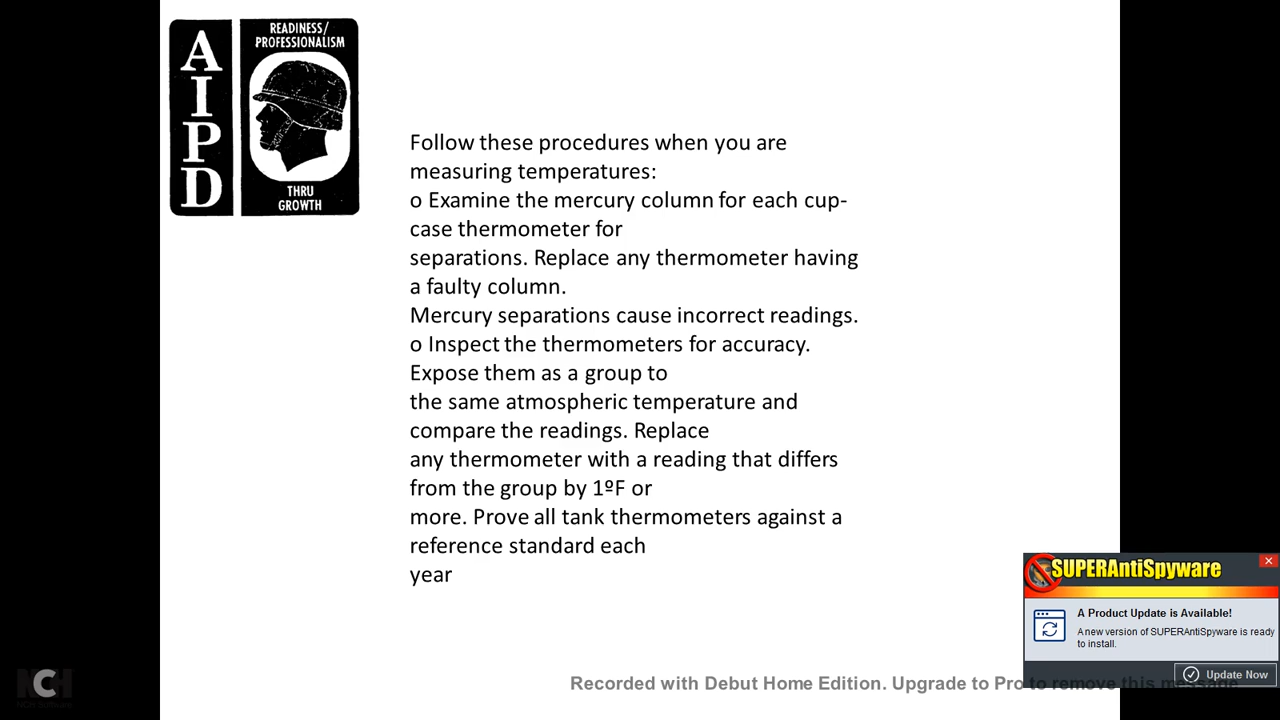 AIPD
READINESS/
PROFESSIONALISM
THRU
GROWTH
Follow these procedures when you are
measuring temperatures:
o Examine the mercury column for each cup-
case thermometer for
separations. Replace any thermometer having
a faulty column.
Mercury separations cause incorrect readings.
o Inspect the thermometers for accuracy.
Expose them as a group to
the same atmospheric temperature and
compare the readings. Replace
any thermometer with a reading that differs
from the group by 1ºF or
more. Prove all tank thermometers against a
reference standard each
year
SUPERAntiSpyware
A Product Update is Available!
A new version of SUPERAntiSpyware is ready
to install.
Update Now
NCH
NCH Software
Recorded with Debut Home Edition. Upgrade to Pro to remove this message